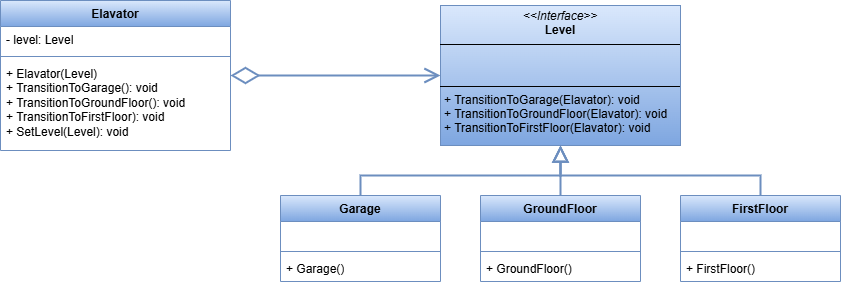 Elavator
- level: Level
+ Elavator(Level)
+ TransitionToGarage(): void
+ TransitionToGroundFloor(): void
+ TransitionToFirstFloor): void
+ SetLevel(Level): void
<<Interface>>
Level
+ TransitionToGarage(Elavator): void
+ TransitionToGroundFloor(Elavator): void
+ TransitionToFirstFloor(Elavator): void
Garage
+ Garage()
GroundFloor
+ GroundFloor()
FirstFloor
+ FirstFloor()